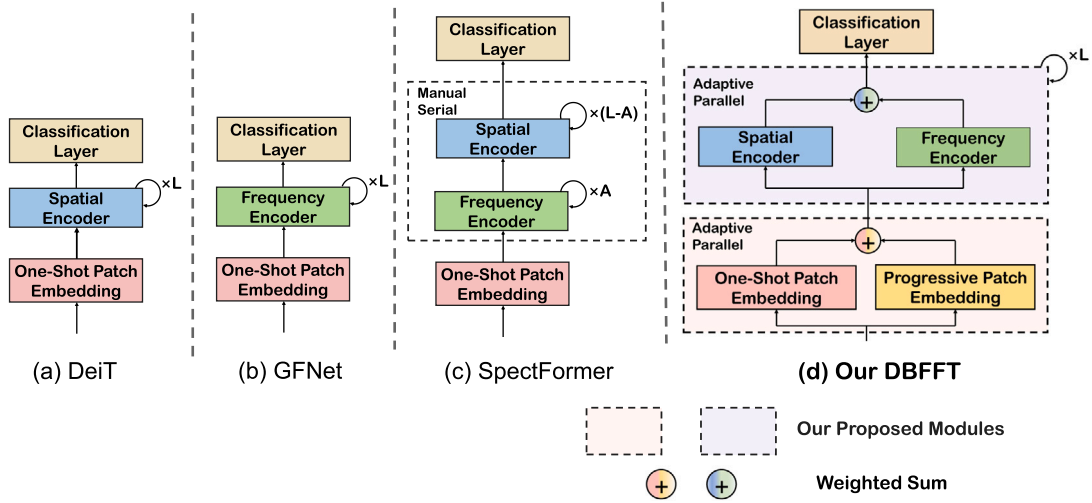 Classification
Layer
×L
Spatial
Encoder
One-Shot Patch
Embedding
(a) DeiT
Classification
Layer
×L
Frequency
Encoder
One-Shot Patch
Embedding
(b) GFNet
Classification
Layer
Manual
Serial
×(L-A)
Spatial
Encoder
×A
Frequency
Encoder
One-Shot Patch
Embedding
(c) SpectFormer
Classification
Layer
×L
Adaptive
Parallel
+
Spatial
Encoder
Frequency
Encoder
Adaptive
Parallel
+
One-Shot Patch
Embedding
Progressive Patch
Embedding
(d) Our DBFFT
Our Proposed Modules
+ +
Weighted Sum